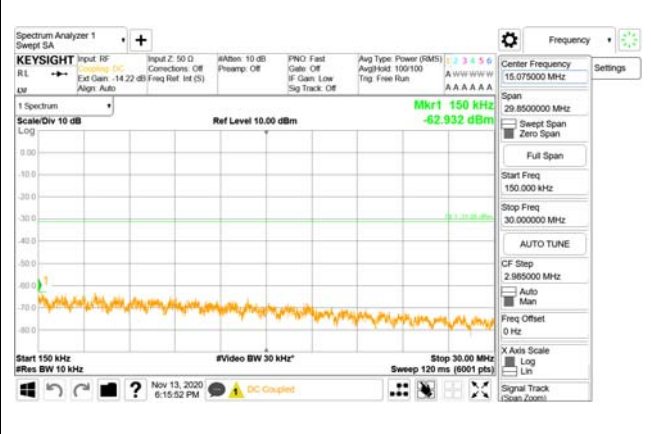 Spectrum Analyzer 1
Swept SA
Frequency
KEYSIGHT
RL
Input: RF
Coupling: DC
Ext Gain: -14.22 dB
Align: Auto
Input Z: 50 Ω
Corrections: Off
Freq Ref: Int (S)
#Atten: 10 dB
Preamp: Off
PNO: Fast
Gate: Off
IF Gain: Low
Sig Track: Off
Avg Type: Power (RMS)
Avg|Hold: 100/100
Trig: Free Run
1 2 3 4 5 6
A W W W W W
A A A A A A
1 Spectrum
Scale/Div 10 dB
Log
Ref Level 10.00 dBm
Mkr1 150 kHz
-62.932 dBm
0.00
-10.0
-20.0
-30.0
-40.0
-50.0
-60.0
-70.0
-80.0
1
Start 150 kHz
#Res BW 10 kHz
#Video BW 30 kHz*
Stop 30.00 MHz
Sweep 120 ms (6001 pts)
Nov 13, 2020
6:15:52 PM
DC Coupled
Center Frequency
15.075000 MHz
Settings
Span
29.8500000 MHz
Swept Span
Zero Span
Full Span
Start Freq
150.000 kHz
Stop Freq
30.000000 MHz
AUTO TUNE
CF Step
2.985000 MHz
Auto
Man
Freq Offset
0 Hz
X Axis Scale
Log
Lin
Signal Track
(Span Zoom)